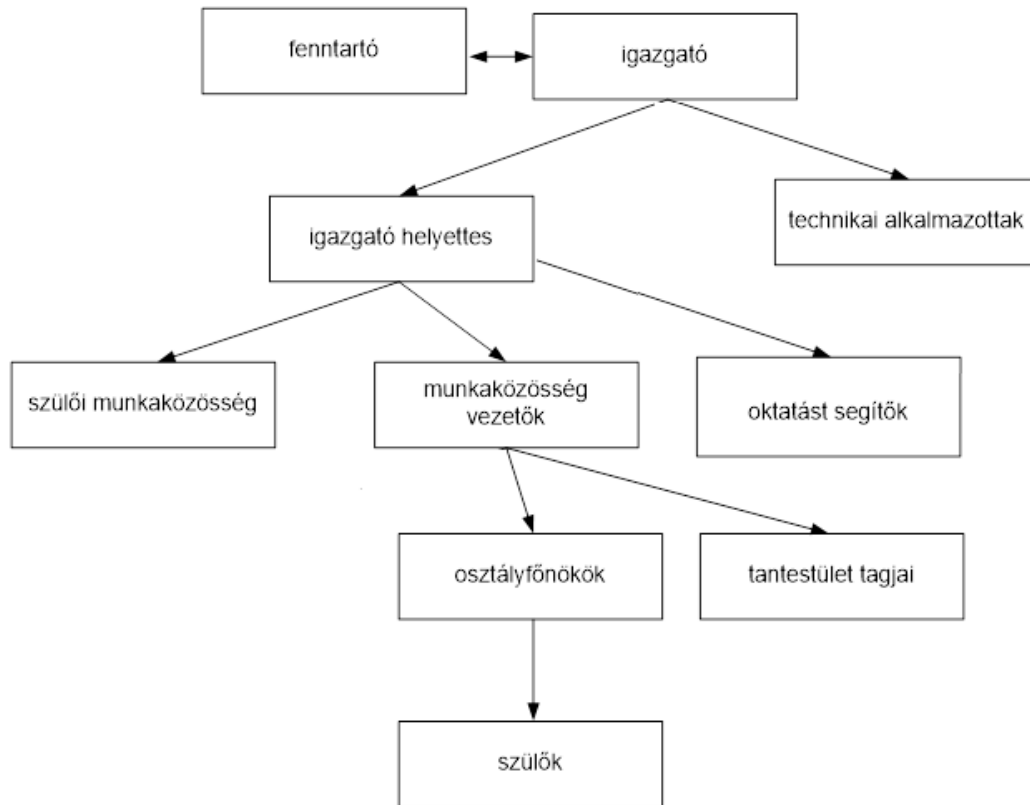 fenntartó
igazgató
igazgató helyettes
technikai alkalmazottak
szülői munkaközösség
munkaközösség
vezetők
oktatást segítők
osztályfőnökök
tantestület tagjai
szülők